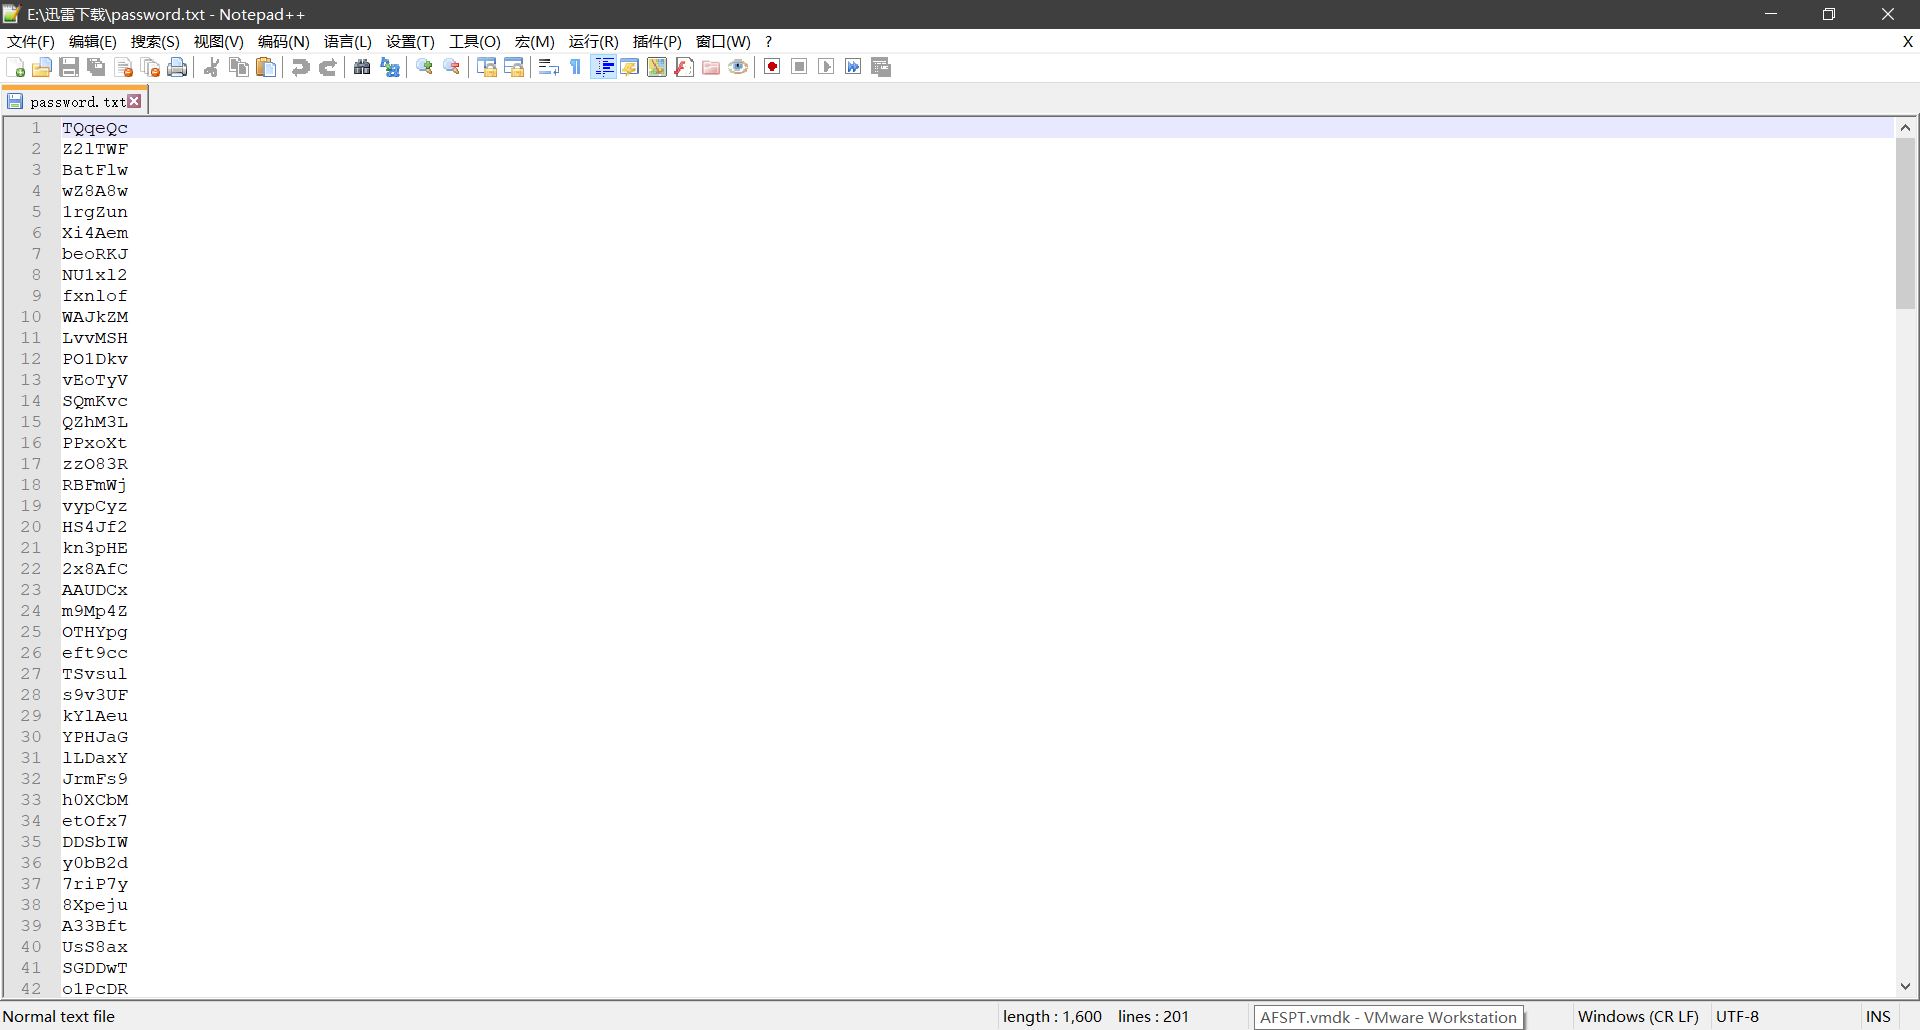 E:\迅雷下载\password.txt - Notepad++
文件(F) 编辑(E) 搜索(S) 视图(V) 编码(N) 语言(L) 设置(T) 工具(O) 宏(M) 运行(R) 插件(P) 窗口(W) ? X
password.txt
1 TQqeQc
2 Z2lTWF
3 BatFlw
4 wZ8A8w
5 1rgZun
6 Xi4Aem
7 beoRKJ
8 NU1xl2
9 fxnlof
10 WAJkZM
11 LvvMSH
12 PO1Dkv
13 vEoTyV
14 SQmKvc
15 QZhM3L
16 PPxoXt
17 zzO83R
18 RBFmWj
19 vypCyz
20 HS4Jf2
21 kn3pHE
22 2x8AfC
23 AAUDCx
24 m9Mp4Z
25 OTHYpg
26 eft9cc
27 TSvsul
28 s9v3UF
29 kYlAeu
30 YPHJaG
31 lLDaxY
32 JrmFs9
33 h0XCbM
34 etOfx7
35 DDSbIW
36 y0bB2d
37 7riP7y
38 8Xpeju
39 A33Bft
40 UsS8ax
41 SGDDwT
42 o1PcDR
Normal text file length : 1,600 lines : 201 AFSPT.vmdk - VMware Workstation Windows (CR LF) UTF-8 INS